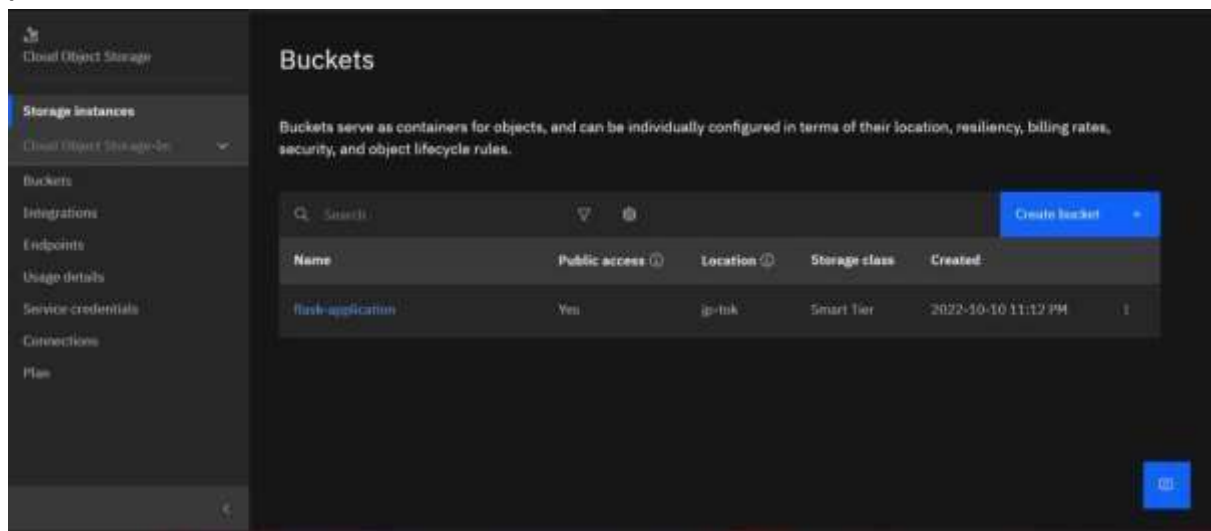 Cloud Object Storage
Storage instances
Cloud Object Storage-
Buckets
Integrations
Endpoints
Usage details
Service credentials
Connections
Plan
Buckets
Buckets serve as containers for objects, and can be individually configured in terms of their location, resiliency, billing rates,
security, and object lifecycle rules.
Search
Create bucket
Name Public access Location Storage class Created
flask-application Yes jp-tok Smart Tier 2022-10-10 11:12 PM